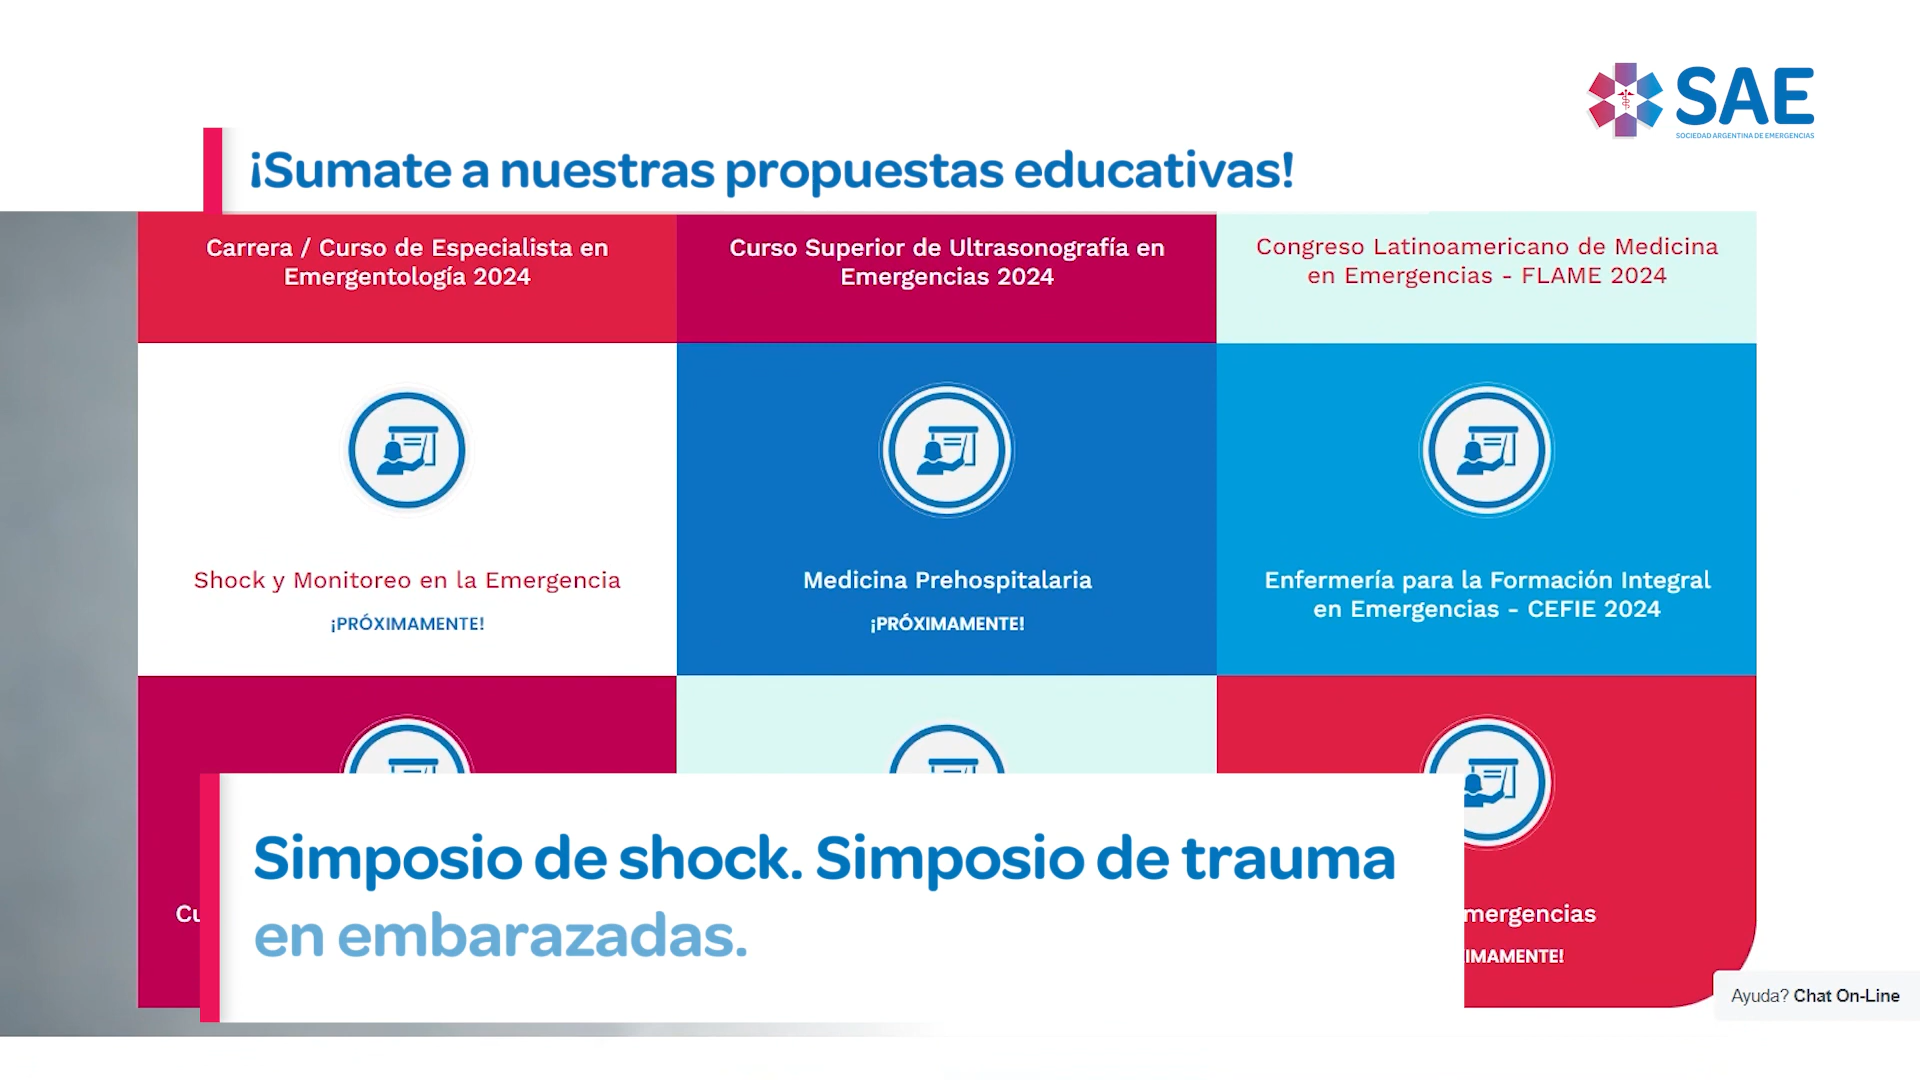 SAE
SOCIEDAD ARGENTINA DE EMERGENCIAS
¡Sumate a nuestras propuestas educativas!
Carrera / Curso de Especialista en
Emergentología 2024
Curso Superior de Ultrasonografía en
Emergencias 2024
Congreso Latinoamericano de Medicina
en Emergencias - FLAME 2024
Shock y Monitoreo en la Emergencia
¡PRÓXIMAMENTE!
Medicina Prehospitalaria
¡PRÓXIMAMENTE!
Enfermería para la Formación Integral
en Emergencias - CEFIE 2024
Simposio de shock. Simposio de trauma
en embarazadas.
Ayuda? Chat On-Line